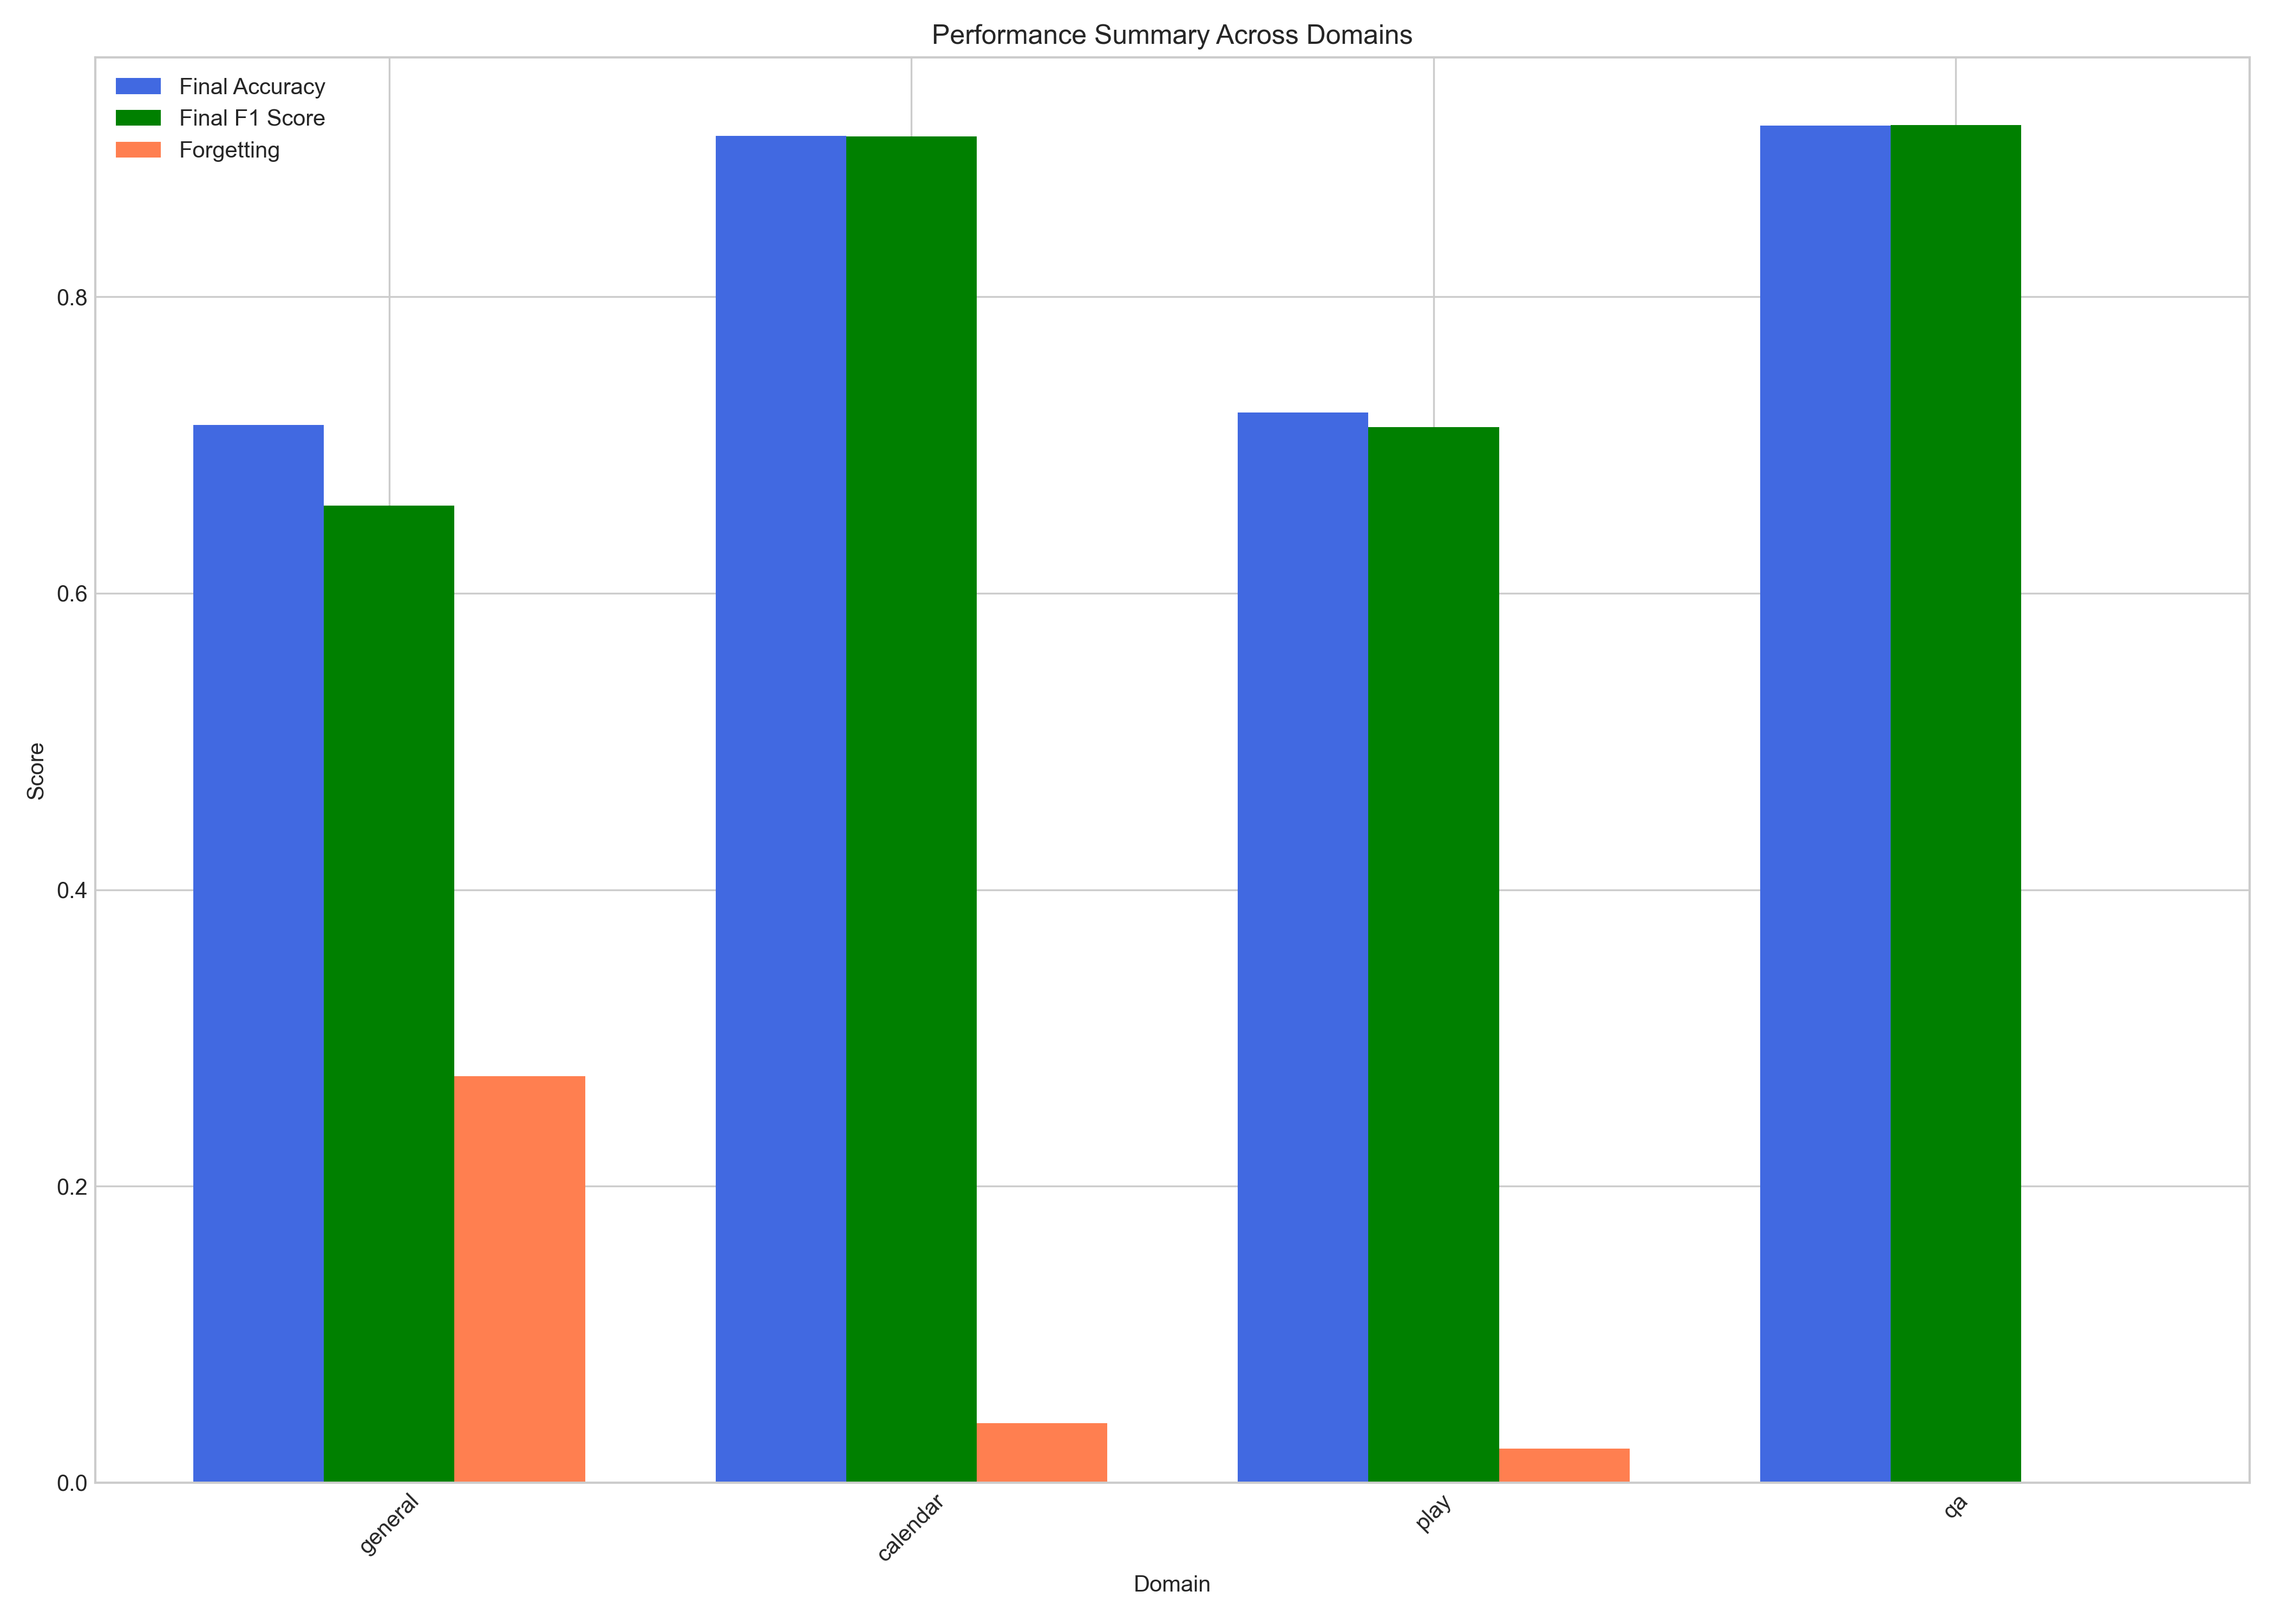 Performance Summary Across Domains
Final Accuracy
Final F1 Score
Forgetting
Score
0.8
0.6
0.4
0.2
0.0
general
calendar
play
qa
Domain